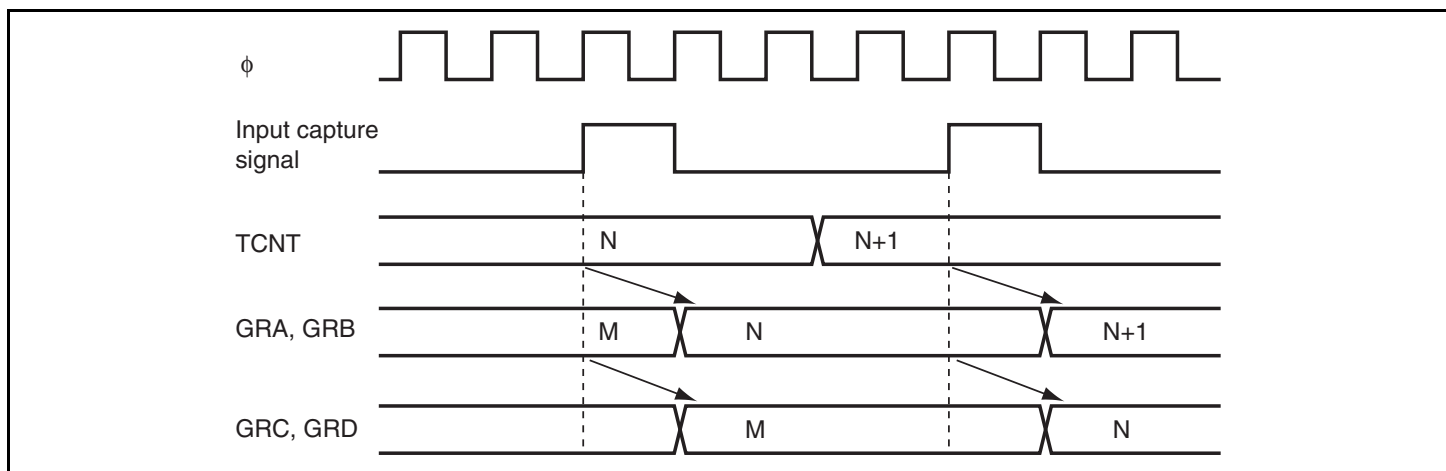 ϕ
Input capture
signal
TCNT N N+1
GRA, GRB M N N+1
GRC, GRD M N